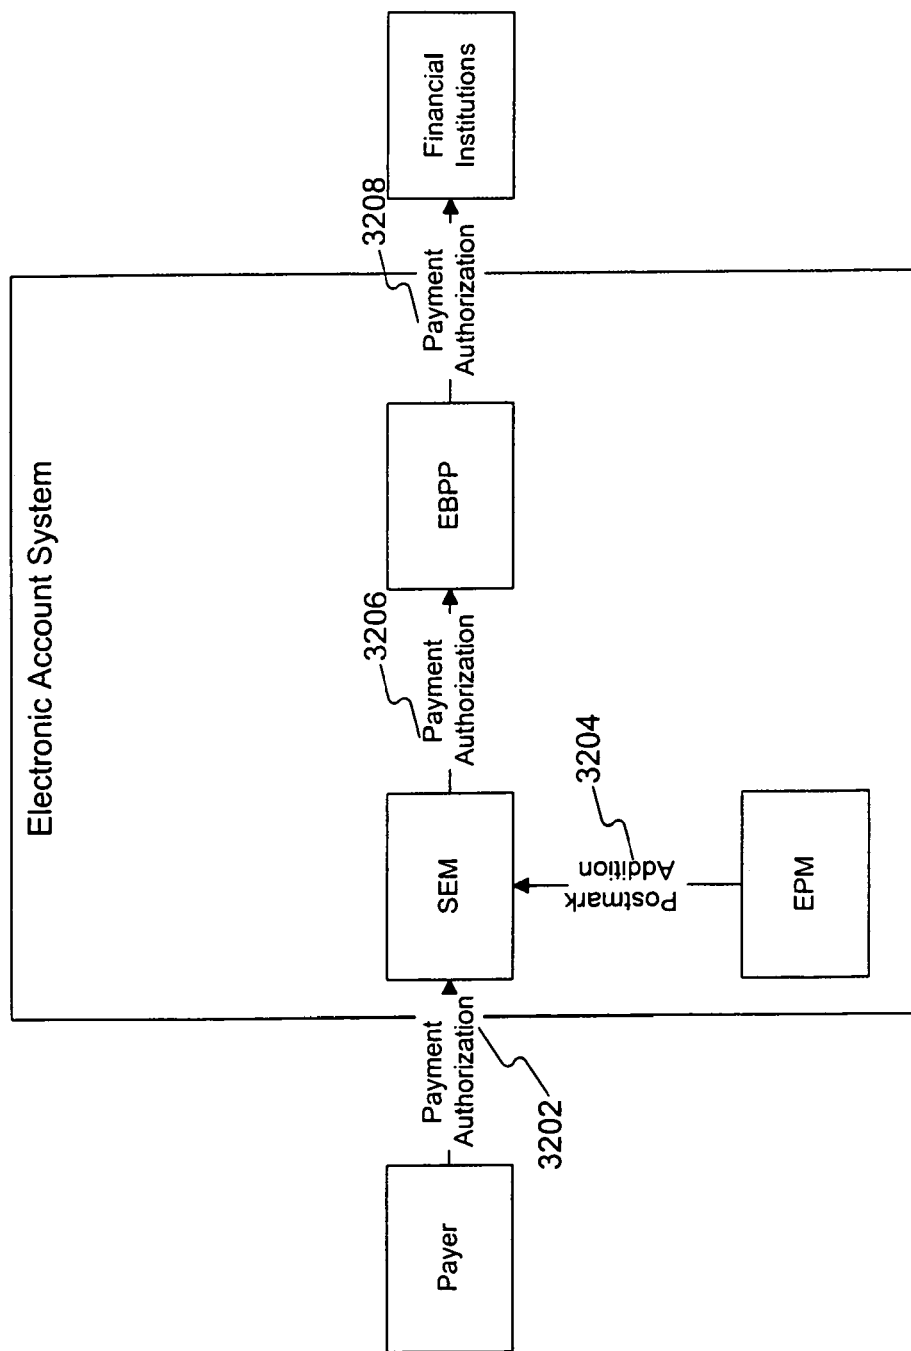 Electronic Account System
Payer
Payment
Authorization
3202
SEM
Postmark
Addition
3204
EPM
Payment
Authorization
3206
EBPP
Payment
Authorization
3208
Financial
Institutions